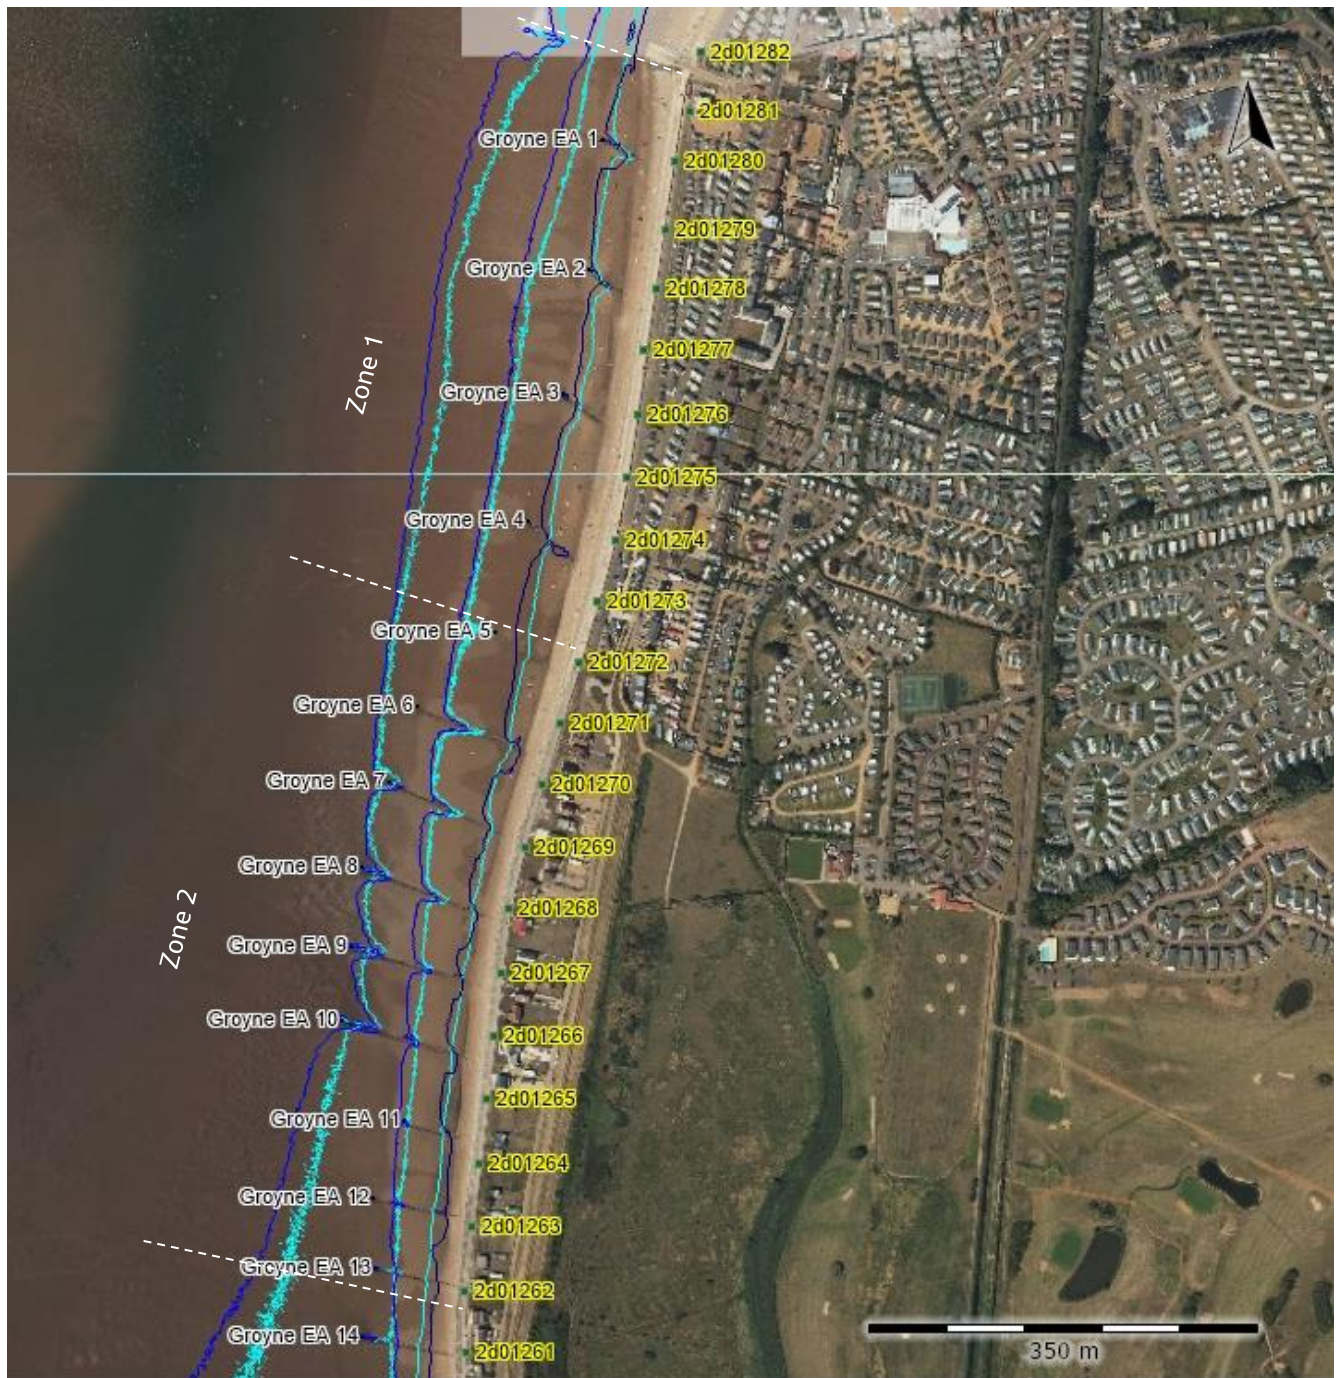 2d01282
2d01281
Groyne EA 1
2d01280
2d01279
Groyne EA 2
2d01278
2d01277
Zone 1
Groyne EA 3
2d01276
2d01275
Groyne EA 4
2d01274
2d01273
Groyne EA 5
2d01272
Groyne EA 6
2d01271
Groyne EA 7
2d01270
2d01269
Groyne EA 8
2d01268
Zone 2
Groyne EA 9
2d01267
Groyne EA 10
2d01266
2d01265
Groyne EA 11
2d01264
Groyne EA 12
2d01263
Groyne EA 13
2d01262
Groyne EA 14
350 m
2d01261